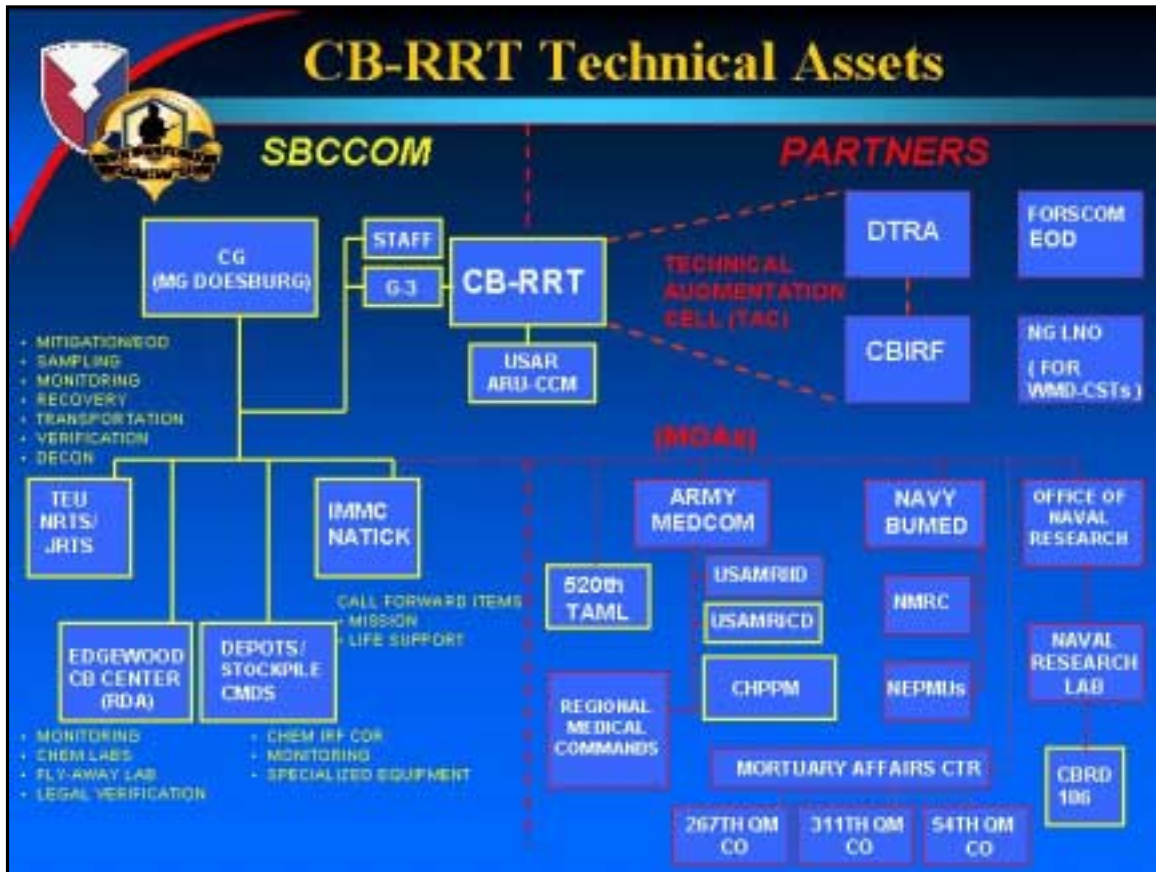 CB-RRT Technical Assets
SBCCOM
PARTNERS
CG
(MG DOESBURG)
STAFF
G-3
CB-RRT
USAR
ARU-CCM
TECHNICAL
AUGMENTATION
CELL (TAC)
DTRA
FORSCOM
EOD
CBIRF
NG LNO
( FOR
WMD-CSTs )
• MITIGATION/EOD
• SAMPLING
• MONITORING
• RECOVERY
• TRANSPORTATION
• VERIFICATION
• DECON
(MOAs)
TEU
NRTS/
JRTS
IMMC
NATICK
ARMY
MEDCOM
NAVY
BUMED
OFFICE OF
NAVAL
RESEARCH
CALL FORWARD ITEMS
• MISSION
• LIFE SUPPORT
520th
TAML
USAMRIID
USAMRICD
CHPPM
NMRC
NEPMUs
NAVAL
RESEARCH
LAB
EDGEWOOD
CB CENTER
(RDA)
DEPOTS/
STOCKPILE
CMDS
REGIONAL
MEDICAL
COMMANDS
• MONITORING
• CHEM LABS
• FLY-AWAY LAB
• LEGAL VERIFICATION
• CHEM IRF CDR
• MONITORING
• SPECIALIZED EQUIPMENT
MORTUARY AFFAIRS CTR
CBRD
186
267TH QM
CO
311TH QM
CO
54TH QM
CO